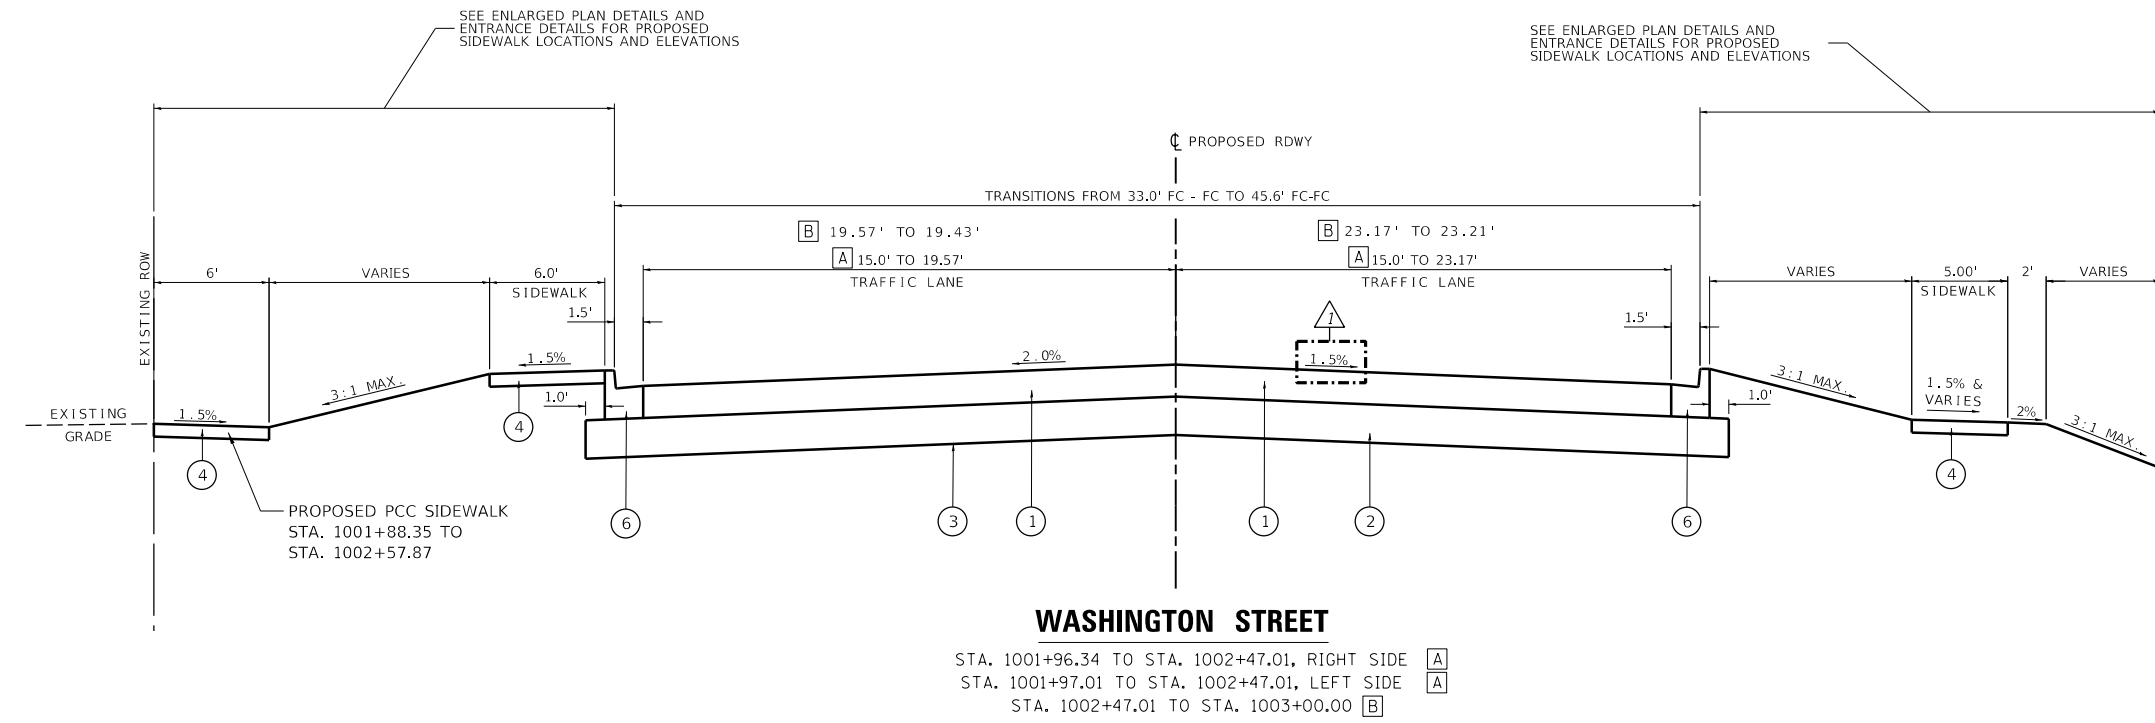 SEE ENLARGED PLAN DETAILS AND
ENTRANCE DETAILS FOR PROPOSED
SIDEWALK LOCATIONS AND ELEVATIONS
SEE ENLARGED PLAN DETAILS AND
ENTRANCE DETAILS FOR PROPOSED
SIDEWALK LOCATIONS AND ELEVATIONS
℄ PROPOSED RDWY
TRANSITIONS FROM 33.0' FC - FC TO 45.6' FC-FC
B 19.57' TO 19.43'
B 23.17' TO 23.21'
A 15.0' TO 19.57'
A 15.0' TO 23.17'
TRAFFIC LANE
TRAFFIC LANE
EXISTING ROW
6'
VARIES
6.0'
SIDEWALK
VARIES
5.00'
SIDEWALK
2'
VARIES
1.5'
1.5'
1
1.5%
2.0%
1.5%
3:1 MAX.
3:1 MAX.
1.5% &
VARIES
1.0'
1.0'
EXISTING
GRADE
1.5%
2%
3:1 MAX.
4
4
4
PROPOSED PCC SIDEWALK
STA. 1001+88.35 TO
STA. 1002+57.87
6
3
1
1
2
6
WASHINGTON STREET
STA. 1001+96.34 TO STA. 1002+47.01, RIGHT SIDE A
STA. 1001+97.01 TO STA. 1002+47.01, LEFT SIDE A
STA. 1002+47.01 TO STA. 1003+00.00 B